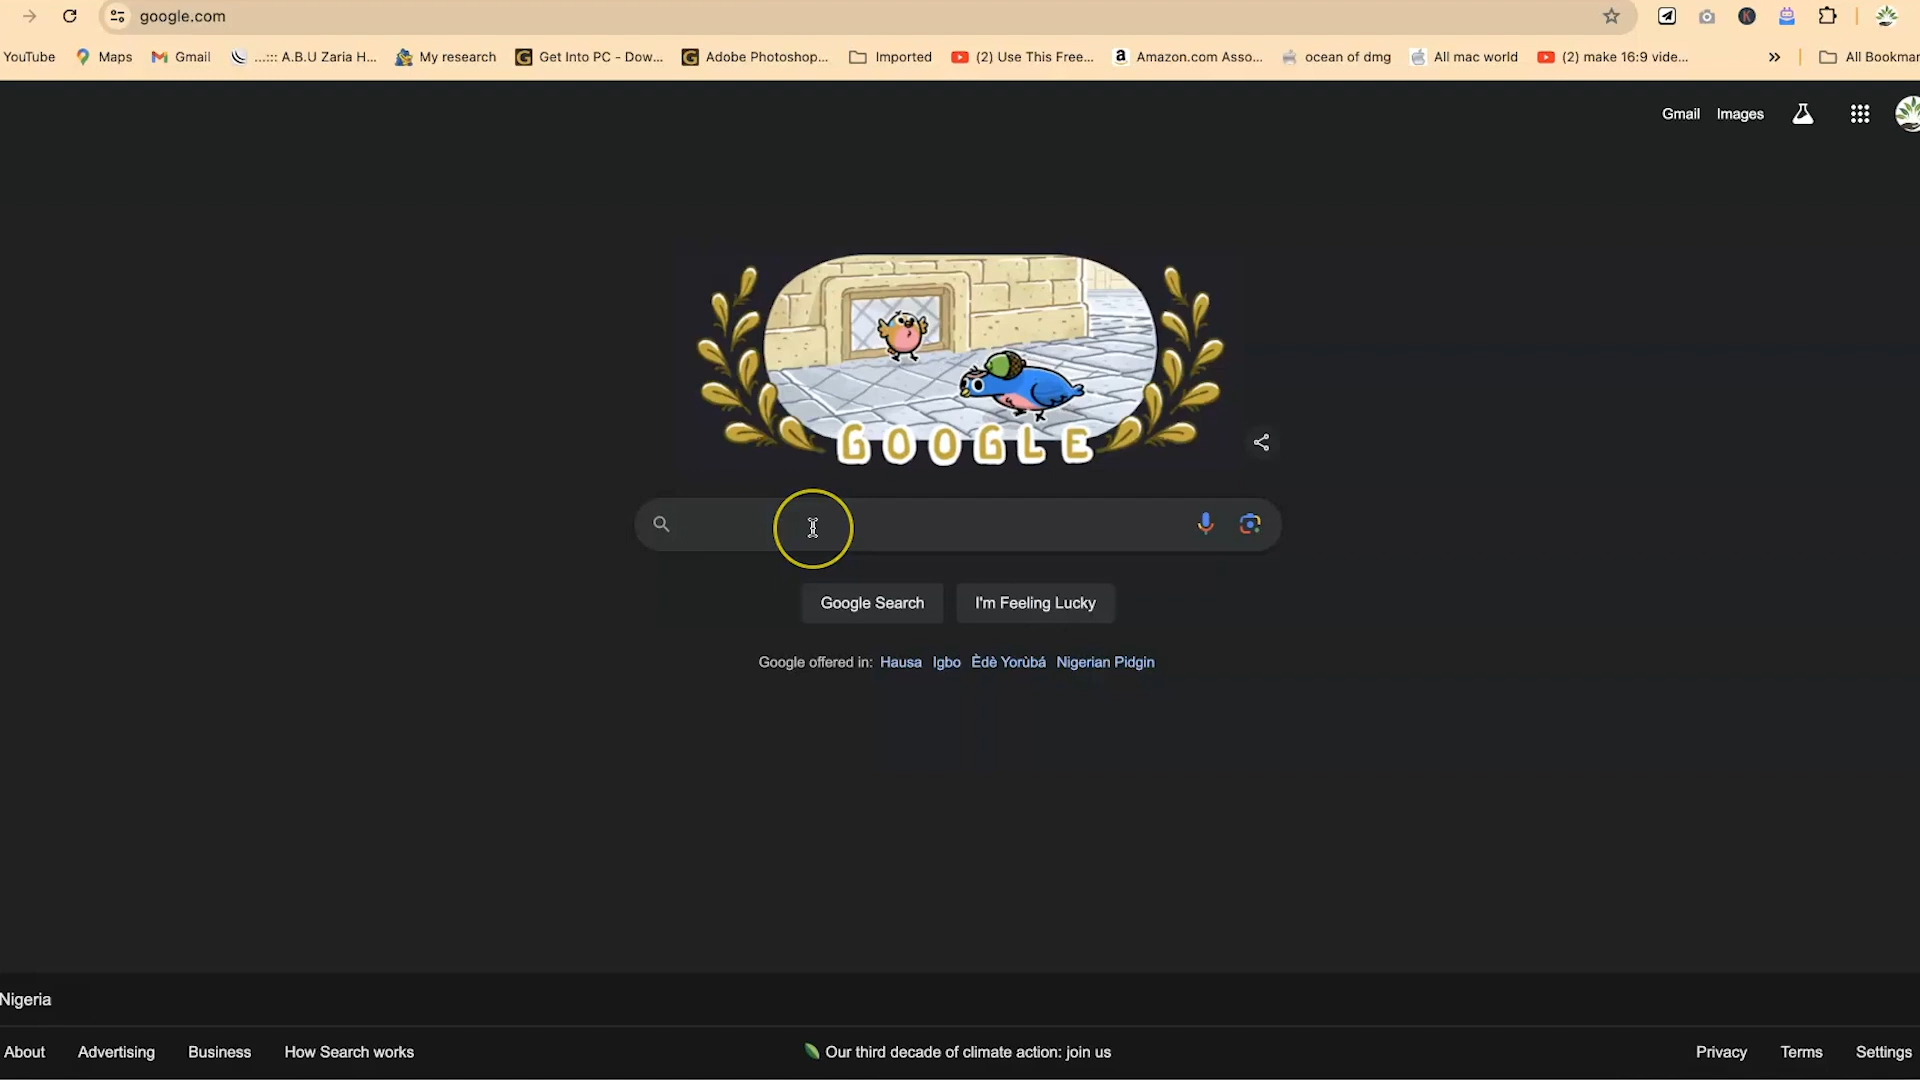 google.com
YouTube Maps Gmail ...::: A.B.U Zaria H... My research Get Into PC - Dow... Adobe Photoshop... Imported (2) Use This Free... Amazon.com Asso... ocean of dmg All mac world (2) make 16:9 vide... All Bookmar
Gmail Images
GOOGLE
Google Search I'm Feeling Lucky
Google offered in: Hausa Igbo Èdè Yorùbá Nigerian Pidgin
Nigeria
About Advertising Business How Search works Our third decade of climate action: join us Privacy Terms Settings